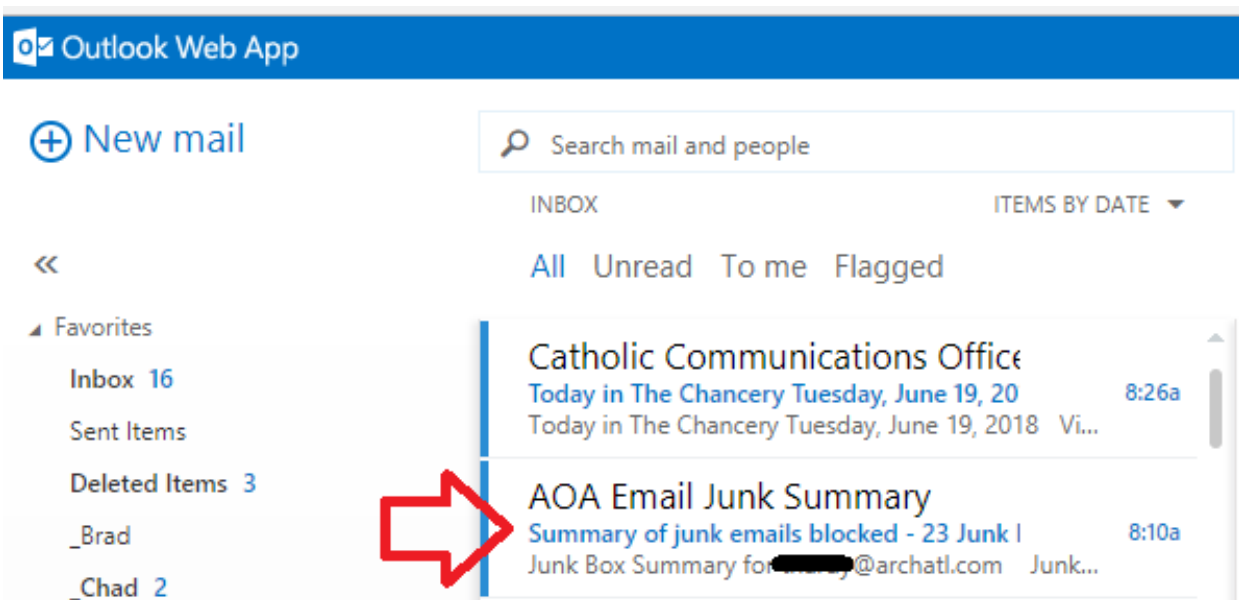 Outlook Web App
New mail
Search mail and people
INBOX ITEMS BY DATE
All Unread To me Flagged
Favorites
Inbox 16
Sent Items
Deleted Items 3
_Brad
_Chad 2
Catholic Communications Office
Today in The Chancery Tuesday, June 19, 20 8:26a
Today in The Chancery Tuesday, June 19, 2018 Vi...
AOA Email Junk Summary
Summary of junk emails blocked - 23 Junk 8:10a
Junk Box Summary for @archatl.com Junk...